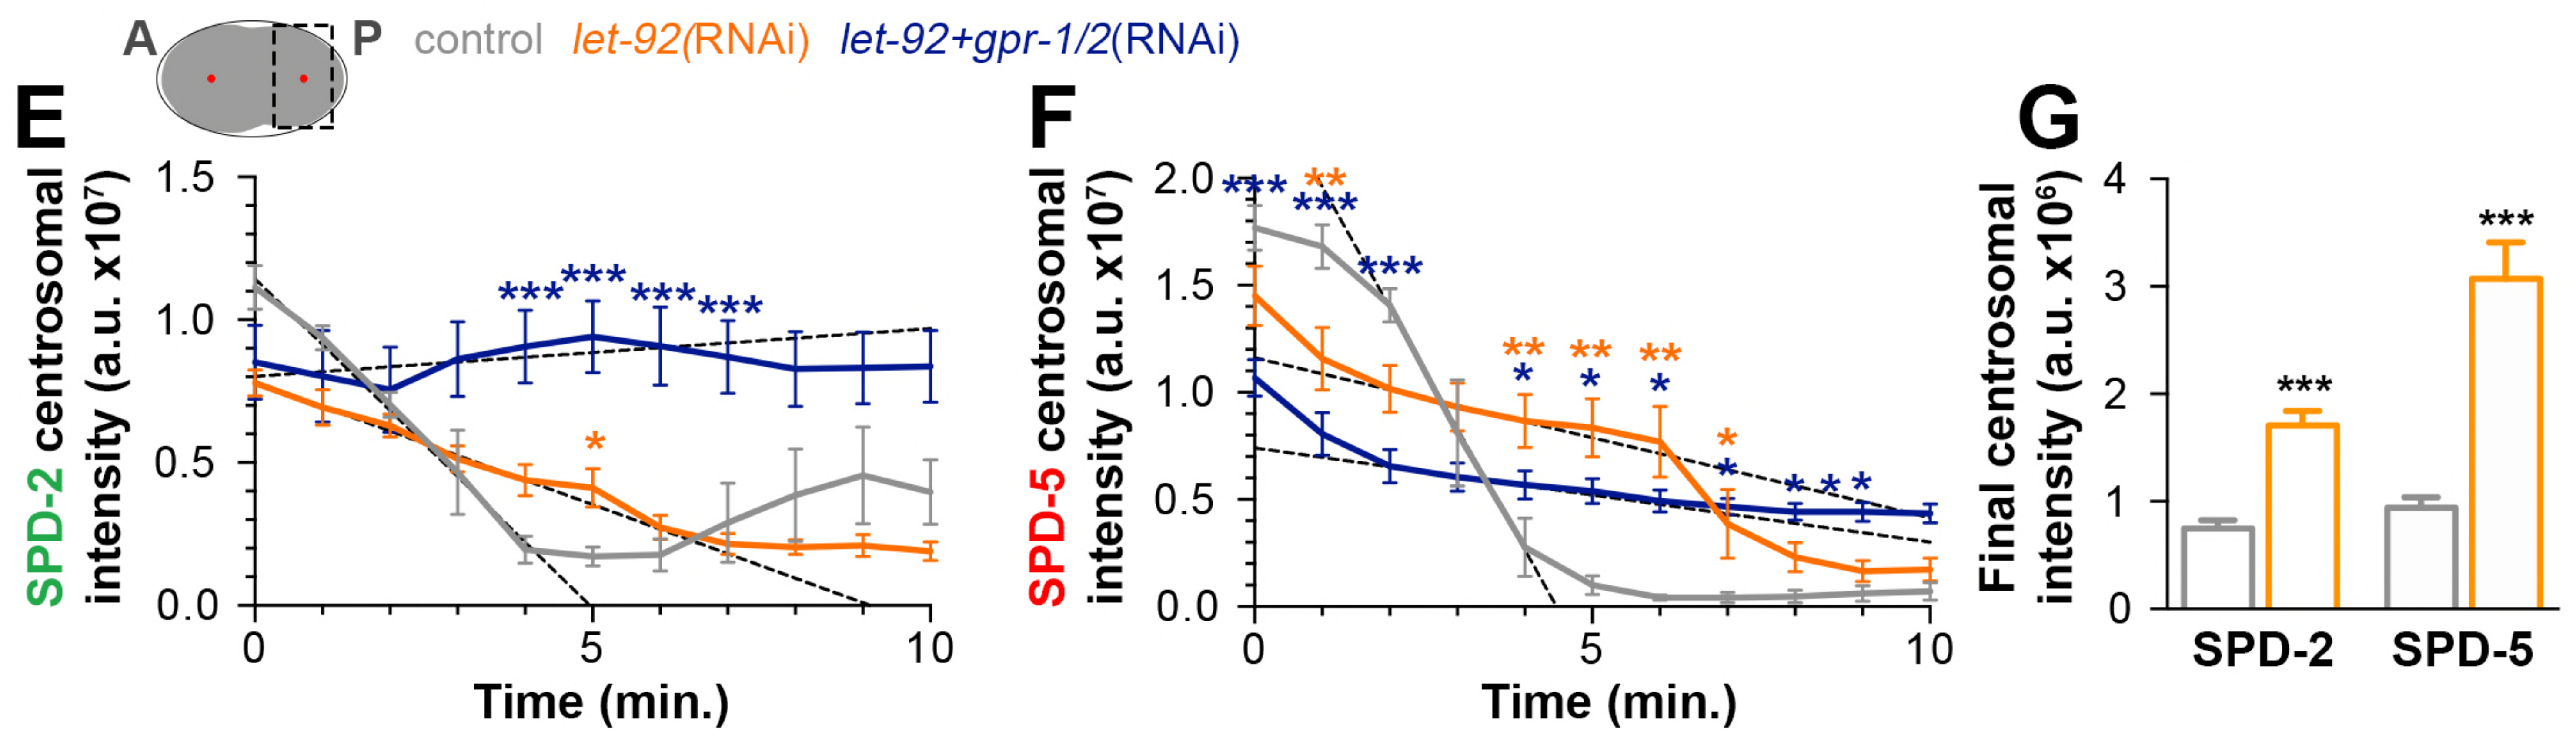 A P control let-92(RNAi) let-92+gpr-1/2(RNAi)
E
SPD-2 centrosomal
intensity (a.u. x10⁷)
1.5
1.0
0.5
0.0
***
***
***
***
*
0 5 10
Time (min.)
F
SPD-5 centrosomal
intensity (a.u. x10⁷)
2.0
1.5
1.0
0.5
0.0
***
**
***
***
**
*
**
*
**
*
*
*
* * *
0 5 10
Time (min.)
G
Final centrosomal
intensity (a.u. x10⁶)
4
3
2
1
0
***
***
SPD-2 SPD-5